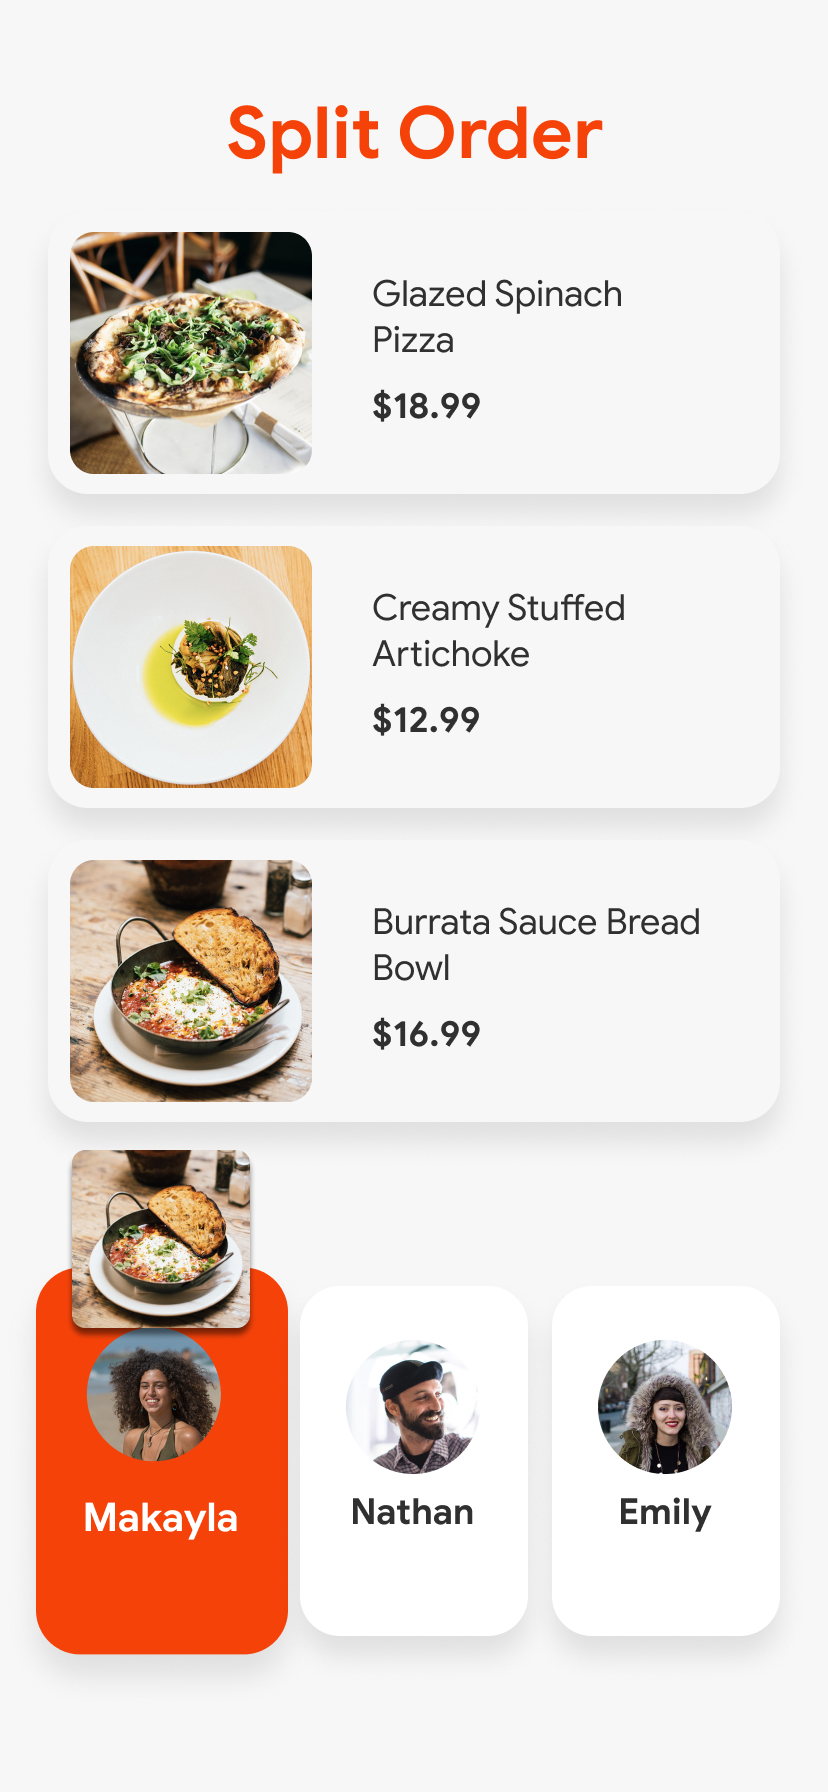 Split Order
Glazed Spinach
Pizza
$18.99
Creamy Stuffed
Artichoke
$12.99
Burrata Sauce Bread
Bowl
$16.99
Makayla
Nathan
Emily